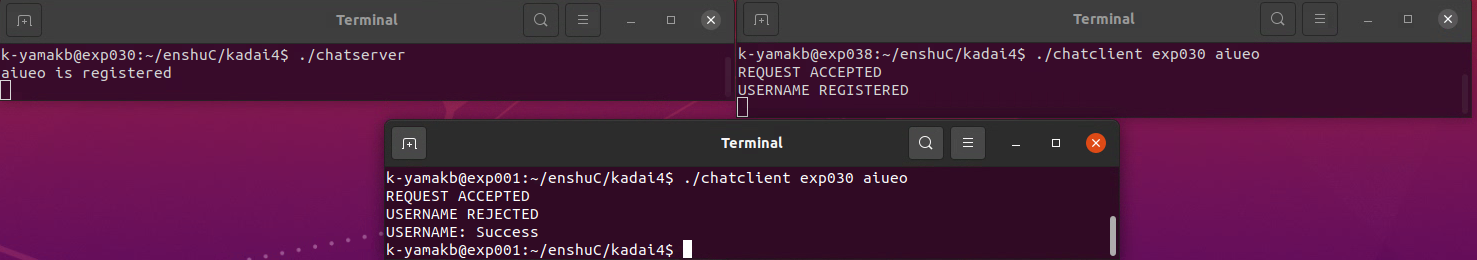 Terminal
k-yamakb@exp030:~/enshuC/kadai4$ ./chatserver
aiueo is registered
Terminal
k-yamakb@exp038:~/enshuC/kadai4$ ./chatclient exp030 aiueo
REQUEST ACCEPTED
USERNAME REGISTERED
Terminal
k-yamakb@exp001:~/enshuC/kadai4$ ./chatclient exp030 aiueo
REQUEST ACCEPTED
USERNAME REJECTED
USERNAME: Success
k-yamakb@exp001:~/enshuC/kadai4$